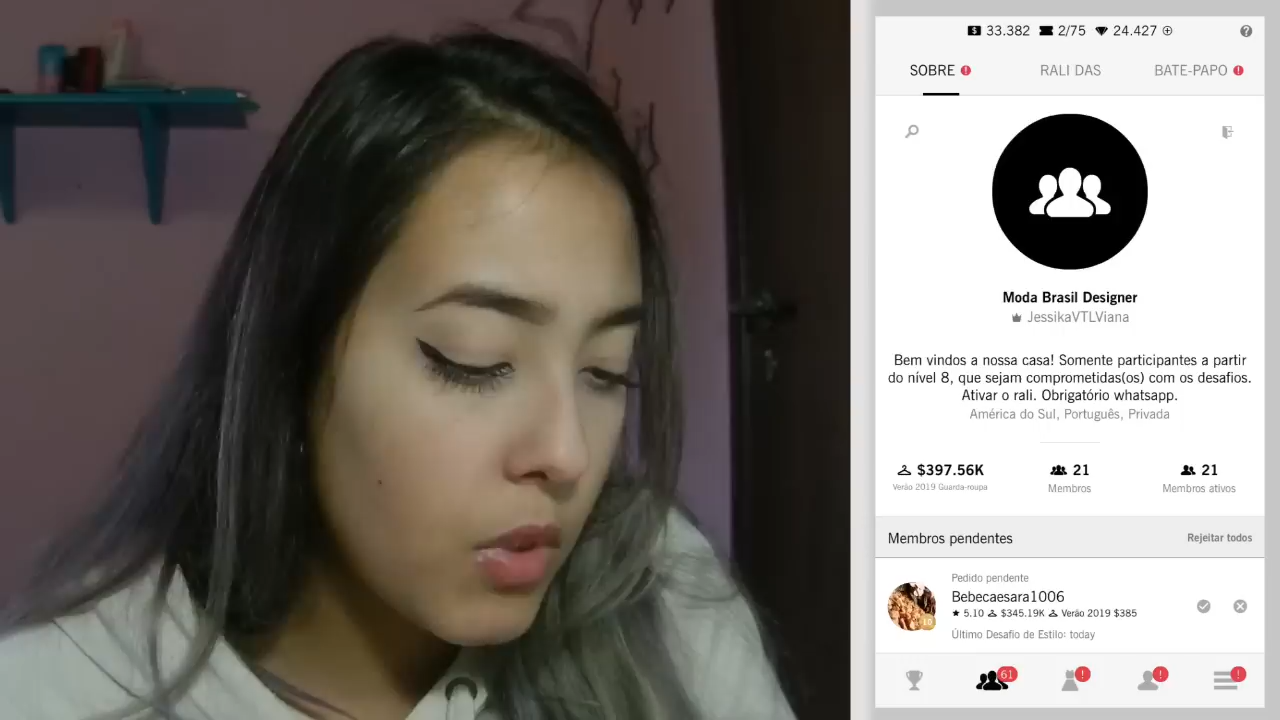 33.382 2/75 24.427
SOBRE RALI DAS BATE-PAPO
Moda Brasil Designer
JessikaVTLViana
Bem vindos a nossa casa! Somente participantes a partir
do nível 8, que sejam comprometidas(os) com os desafios.
Ativar o rali. Obrigatório whatsapp.
América do Sul, Português, Privada
$397.56K 21 21
Verão 2019 Guarda-roupa Membros Membros ativos
Membros pendentes Rejeitar todos
Pedido pendente
Bebecaesara1006
5.10 $345.19K Verão 2019 $385
10
Último Desafio de Estilo: today
61